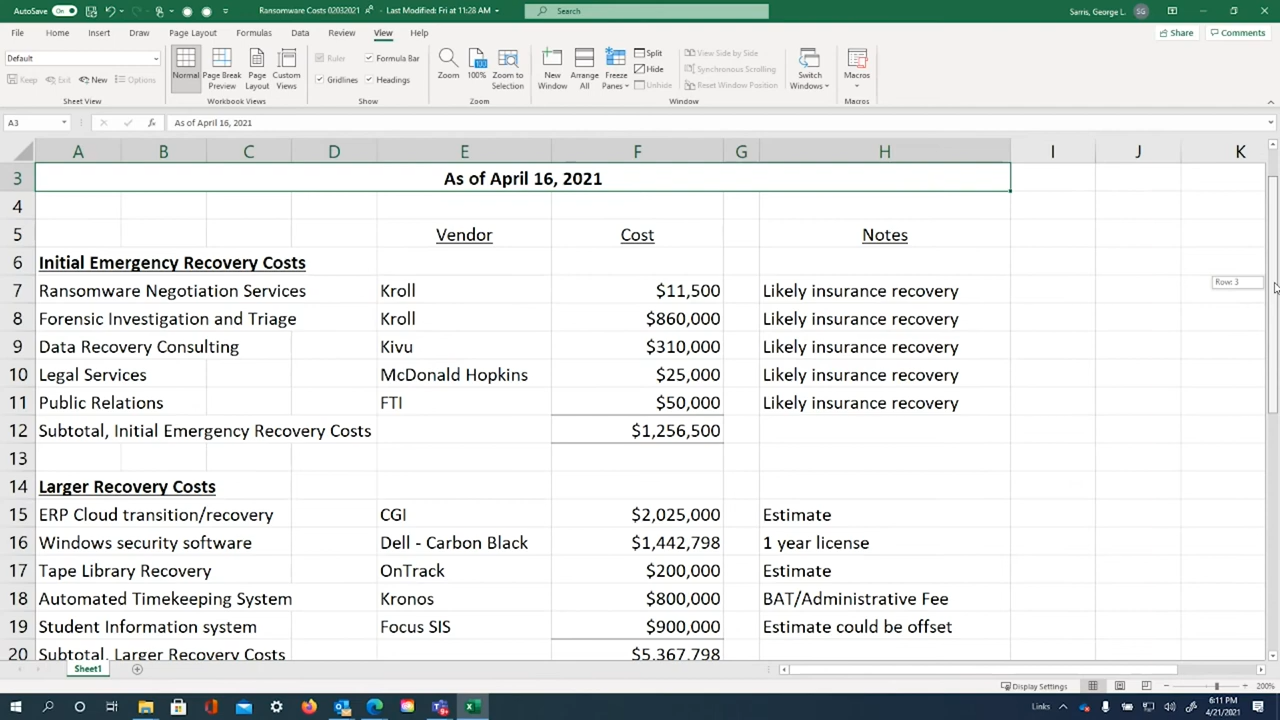 AutoSave On Ransomware Costs 02032021 Last Modified: Fri at 11:28 AM Search Sarris, George L. SG
File Home Insert Draw Page Layout Formulas Data Review View Help Share Comments
Default
Keep Exit New Options
Sheet View
Normal Page Break Preview Page Layout Custom Views
Workbook Views
Ruler Formula Bar
Gridlines Headings
Show
Zoom 100% Zoom to Selection
Zoom
New Window Arrange All Freeze Panes
Split
Hide
Unhide
View Side by Side
Synchronous Scrolling
Reset Window Position
Switch Windows
Window
Macros
Macros
A3 fx As of April 16, 2021
A B C D E F G H I J K
3 As of April 16, 2021
4
5 Vendor Cost Notes
6 Initial Emergency Recovery Costs
Row: 3
7 Ransomware Negotiation Services Kroll $11,500 Likely insurance recovery
8 Forensic Investigation and Triage Kroll $860,000 Likely insurance recovery
9 Data Recovery Consulting Kivu $310,000 Likely insurance recovery
10 Legal Services McDonald Hopkins $25,000 Likely insurance recovery
11 Public Relations FTI $50,000 Likely insurance recovery
12 Subtotal, Initial Emergency Recovery Costs $1,256,500
13
14 Larger Recovery Costs
15 ERP Cloud transition/recovery CGI $2,025,000 Estimate
16 Windows security software Dell - Carbon Black $1,442,798 1 year license
17 Tape Library Recovery OnTrack $200,000 Estimate
18 Automated Timekeeping System Kronos $800,000 BAT/Administrative Fee
19 Student Information system Focus SIS $900,000 Estimate could be offset
20 Subtotal, Larger Recovery Costs $5,367,798
Sheet1
Display Settings 200%
Links 6:11 PM
4/21/2021